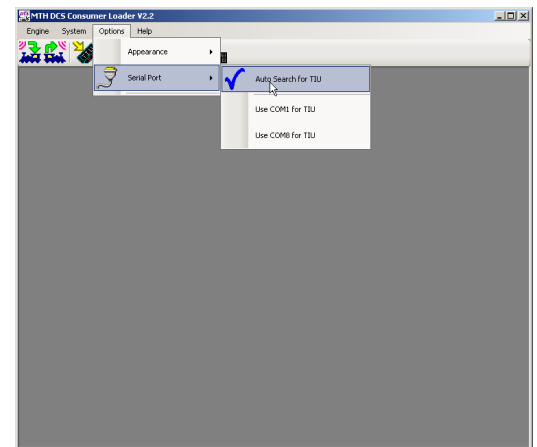 MTH DCS Consumer Loader V2.2
Engine System Options Help
Appearance
Serial Port
Auto Search for TIU
Use COM1 for TIU
Use COM8 for TIU